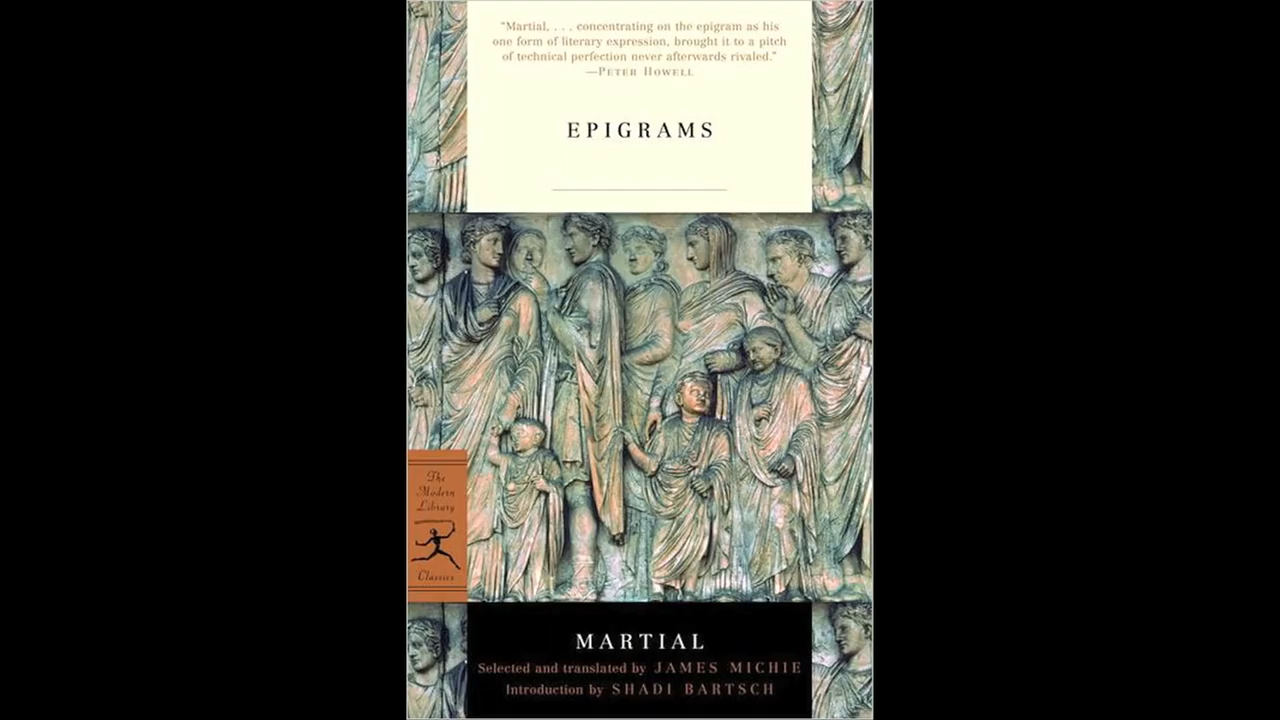 “Martial, . . . concentrating on the epigram as his
one form of literary expression, brought it to a pitch
of technical perfection never afterwards rivaled.”
—PETER HOWELL
EPIGRAMS
The
Modern
Library
Classics
MARTIAL
Selected and translated by JAMES MICHIE
Introduction by SHADI BARTSCH